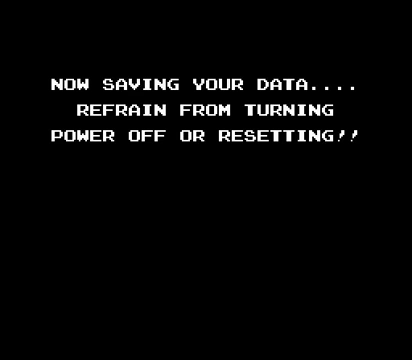 NOW SAVING YOUR DATA....
REFRAIN FROM TURNING
POWER OFF OR RESETTING!!